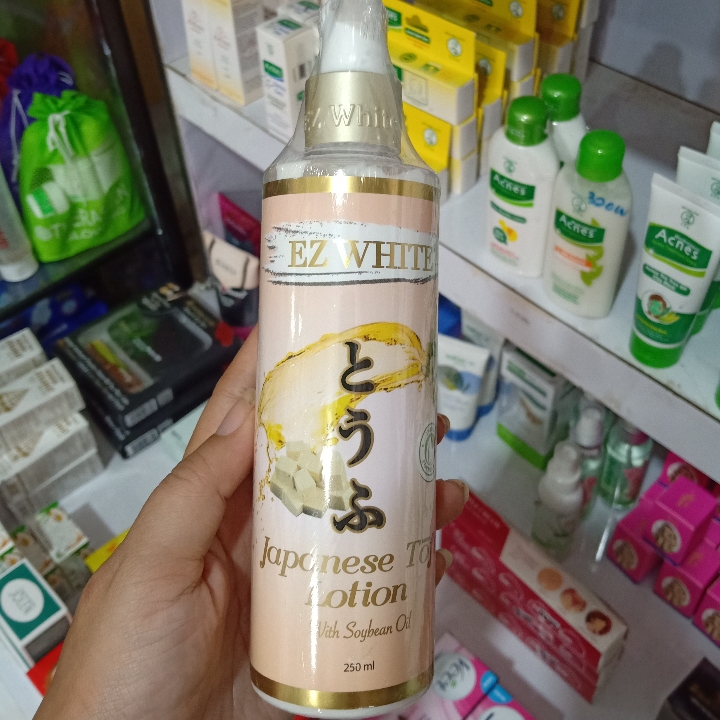 EZ White
EZ WHITE
とうふ
Japanese To
Lotion
With Soybean Oil
250 ml
Acnes
Acnes
Acnes